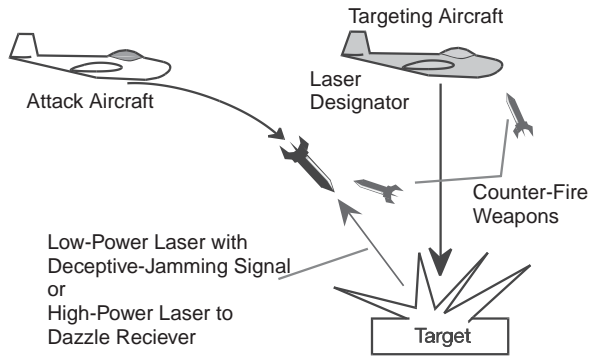 Targeting Aircraft
Attack Aircraft
Laser
Designator
Counter-Fire
Weapons
Low-Power Laser with
Deceptive-Jamming Signal
or
High-Power Laser to
Dazzle Reciever
Target